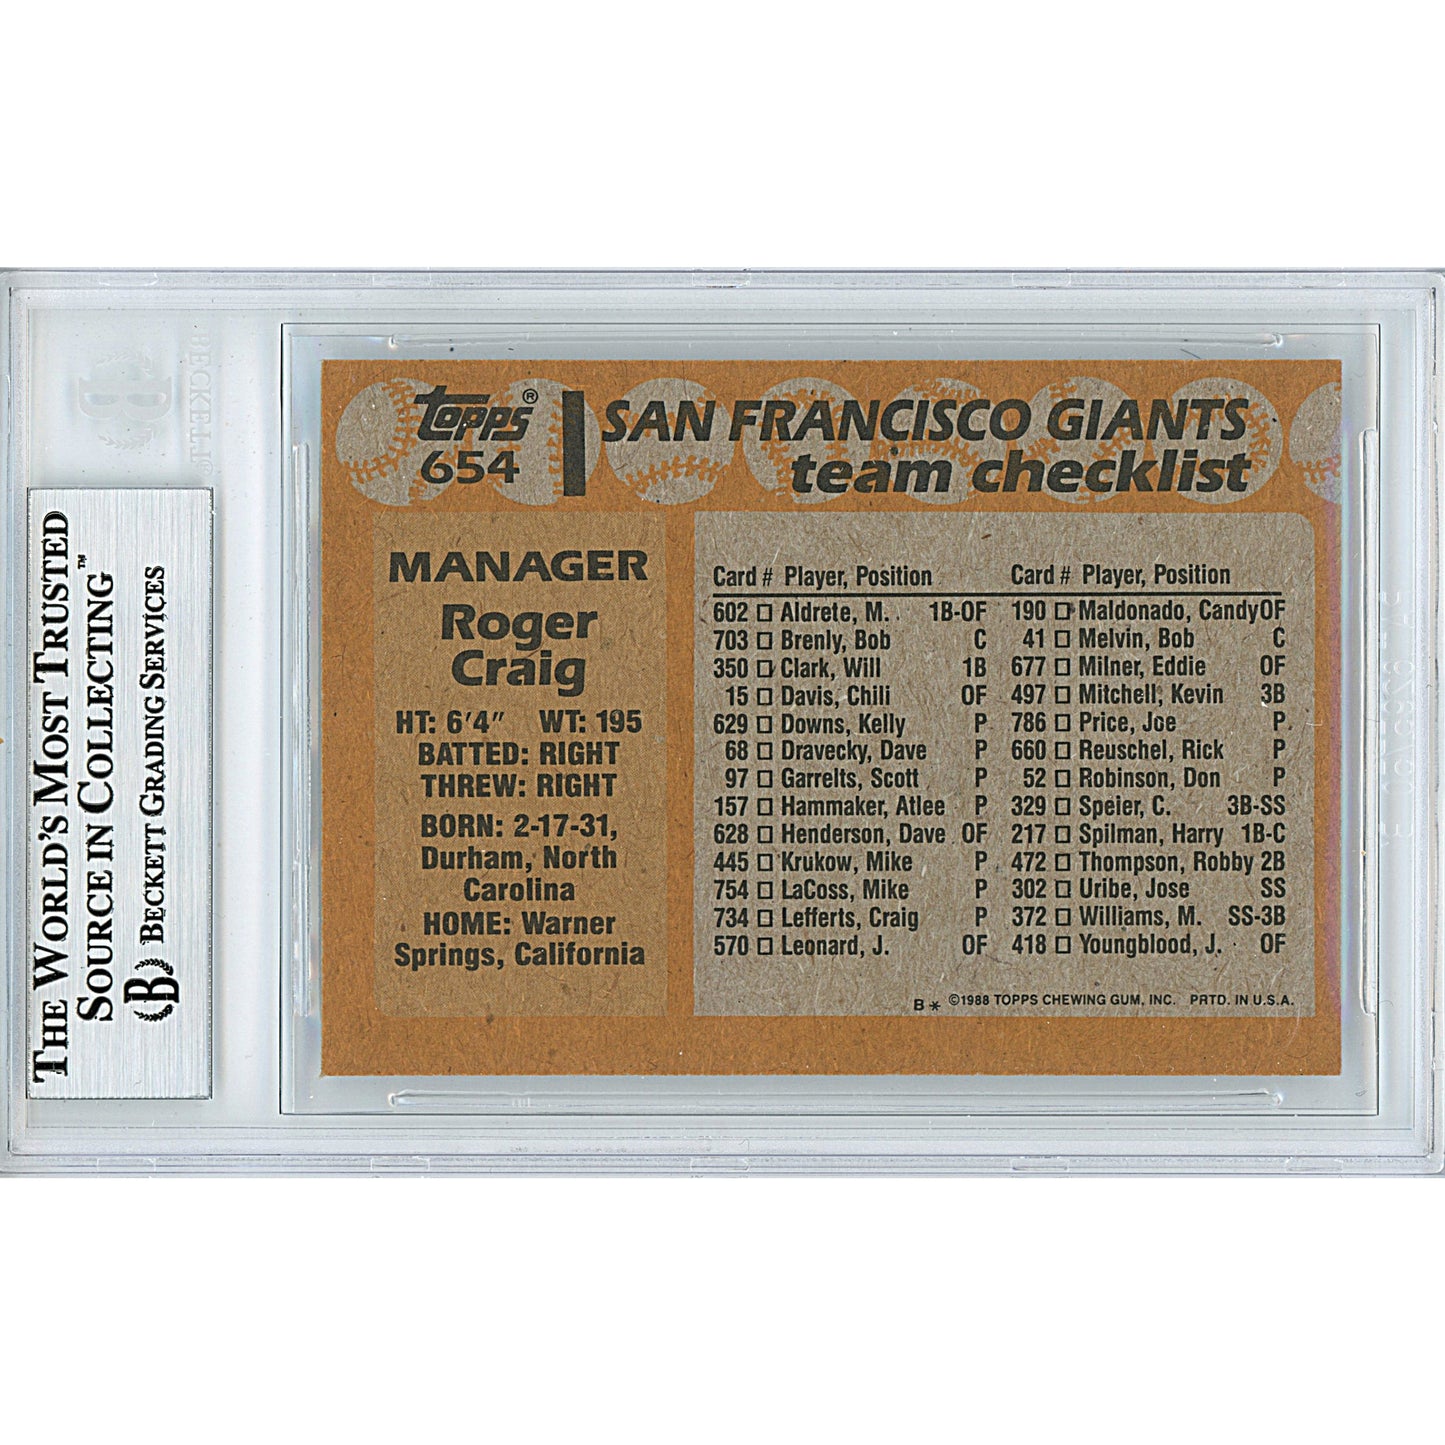 THE WORLD'S MOST TRUSTED
SOURCE IN COLLECTING™
B BECKETT GRADING SERVICES
BECKETT
Topps®
654
SAN FRANCISCO GIANTS
team checklist
MANAGER
Roger
Craig
HT: 6'4" WT: 195
BATTED: RIGHT
THREW: RIGHT
BORN: 2-17-31,
Durham, North
Carolina
HOME: Warner
Springs, California
Card # Player, Position
602 □ Aldrete, M. 1B-OF
703 □ Brenly, Bob C
350 □ Clark, Will 1B
15 □ Davis, Chili OF
629 □ Downs, Kelly P
68 □ Dravecky, Dave P
97 □ Garrelts, Scott P
157 □ Hammaker, Atlee P
628 □ Henderson, Dave OF
445 □ Krukow, Mike P
754 □ LaCoss, Mike P
734 □ Lefferts, Craig P
570 □ Leonard, J. OF
Card # Player, Position
190 □ Maldonado, Candy OF
41 □ Melvin, Bob C
677 □ Milner, Eddie OF
497 □ Mitchell, Kevin 3B
786 □ Price, Joe P
660 □ Reuschel, Rick P
52 □ Robinson, Don P
329 □ Speier, C. 3B-SS
217 □ Spilman, Harry 1B-C
472 □ Thompson, Robby 2B
302 □ Uribe, Jose SS
372 □ Williams, M. SS-3B
418 □ Youngblood, J. OF
B* ©1988 TOPPS CHEWING GUM, INC. PRTD. IN U.S.A.